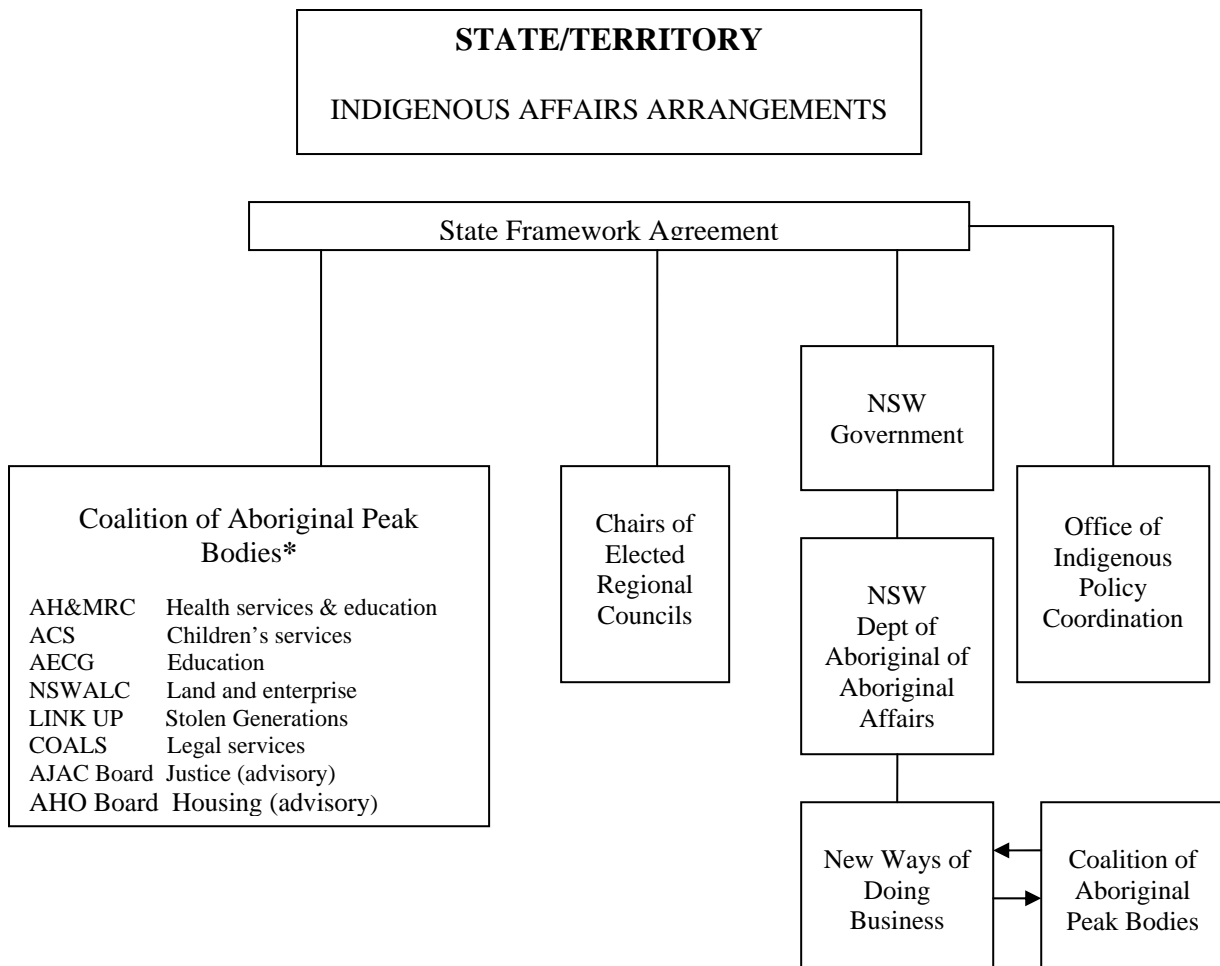 STATE/TERRITORY
INDIGENOUS AFFAIRS ARRANGEMENTS
State Framework Agreement
Coalition of Aboriginal Peak
Bodies*
AH&MRC Health services & education
ACS Children's services
AECG Education
NSWALC Land and enterprise
LINK UP Stolen Generations
COALS Legal services
AJAC Board Justice (advisory)
AHO Board Housing (advisory)
Chairs of
Elected
Regional
Councils
NSW
Government
NSW
Dept of
Aboriginal of
Aboriginal
Affairs
New Ways of
Doing
Business
Office of
Indigenous
Policy
Coordination
Coalition of
Aboriginal
Peak Bodies